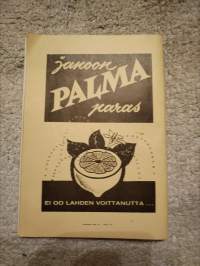 janoon
PALMA
paras
EI OO LAHDEN VOITTANUTTA...